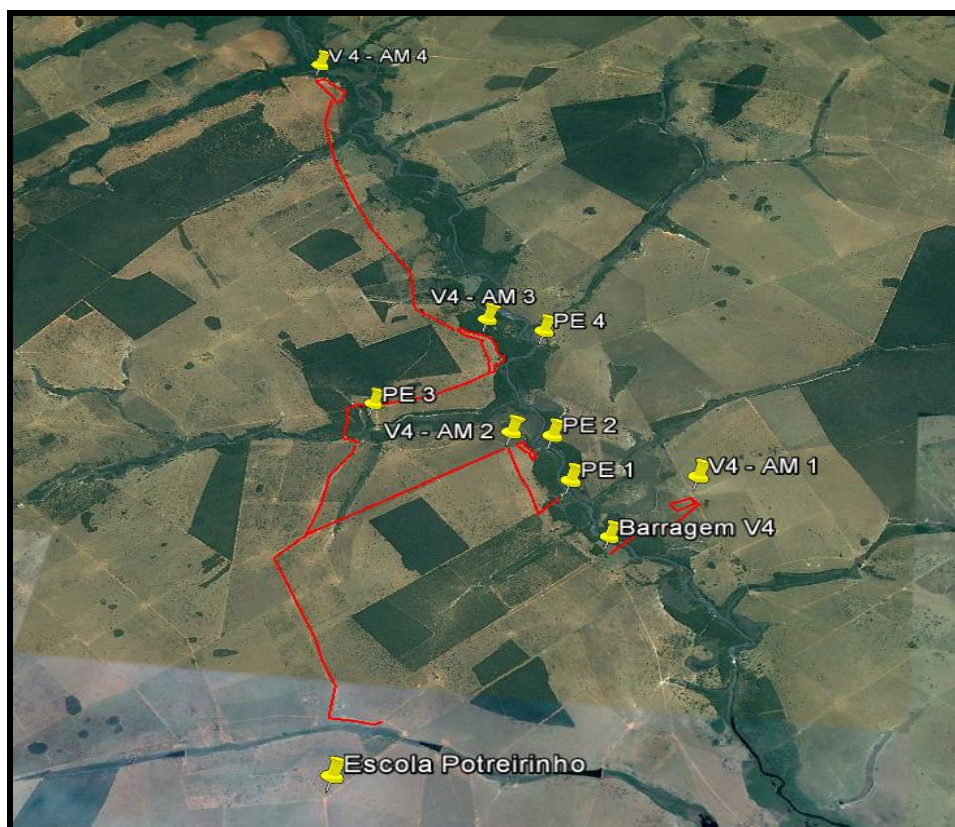 V 4 - AM 4
V4 - AM 3
PE 4
PE 3
V4 - AM 2
PE 2
PE 1
V4 - AM 1
Barragem V4
Escola Potreirinho